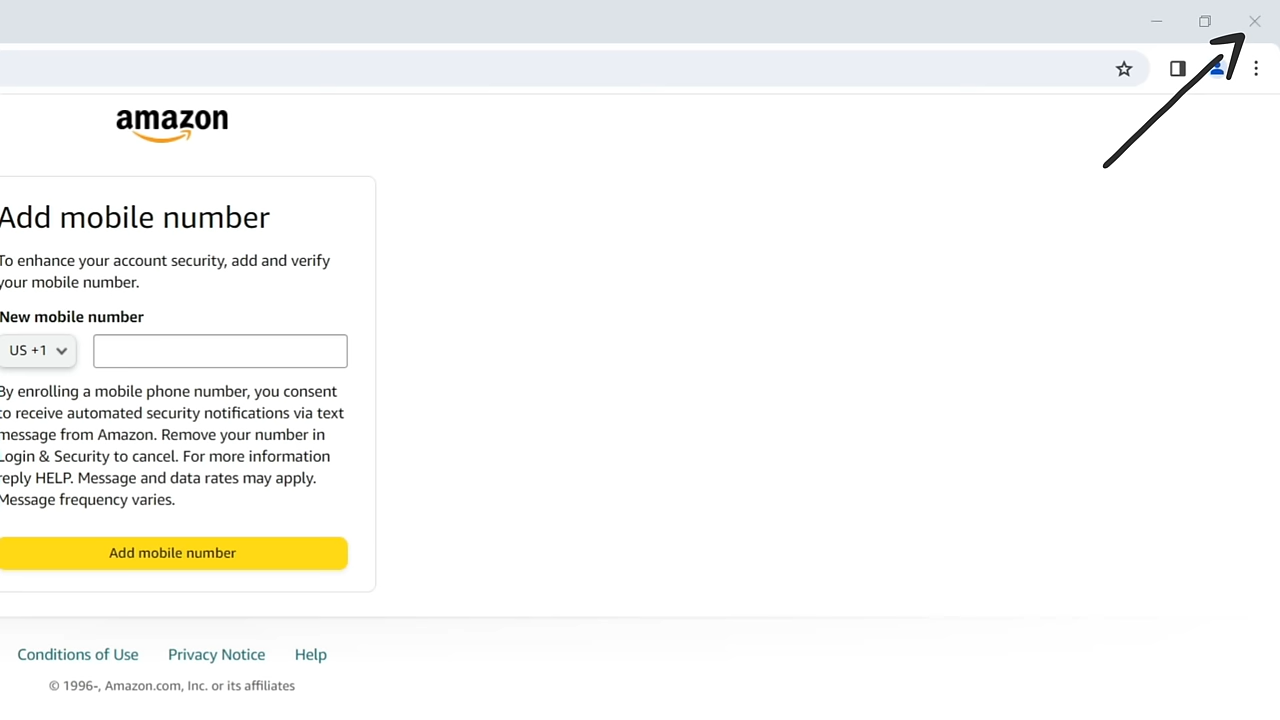 amazon
Add mobile number
To enhance your account security, add and verify
your mobile number.
New mobile number
US +1
By enrolling a mobile phone number, you consent
to receive automated security notifications via text
message from Amazon. Remove your number in
Login & Security to cancel. For more information
reply HELP. Message and data rates may apply.
Message frequency varies.
Add mobile number
Conditions of Use Privacy Notice Help
© 1996-, Amazon.com, Inc. or its affiliates